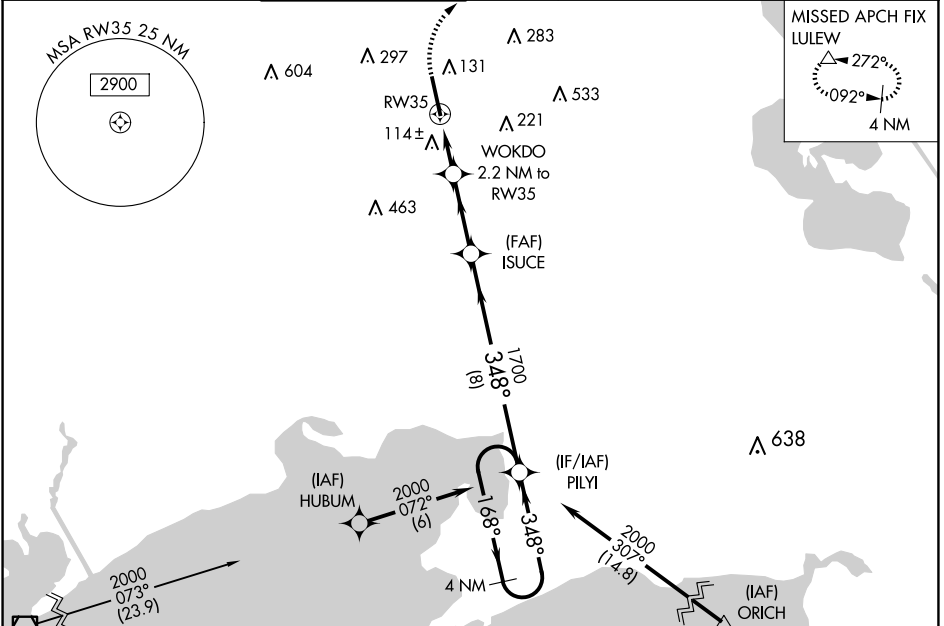 MSA RW35 25 NM
2900
604
297
283
131
533
RW35
221
114±
WOKDO
2.2 NM to
RW35
463
MISSED APCH FIX
LULEW
272°
092°
4 NM
(FAF)
ISUCE
1700
348°
(8)
638
(IF/IAF)
PILYI
(IAF)
HUBUM
2000
072°
(6)
168°
348°
4 NM
2000
307°
(14.8)
2000
073°
(23.9)
(IAF)
ORICH